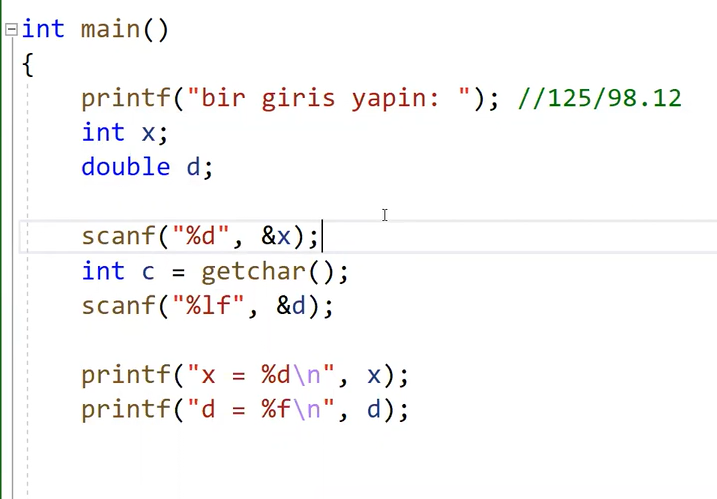 int main()
{
    printf("bir giris yapin: "); //125/98.12
    int x;
    double d;
    scanf("%d", &x);
    int c = getchar();
    scanf("%lf", &d);
    printf("x = %d\n", x);
    printf("d = %f\n", d);